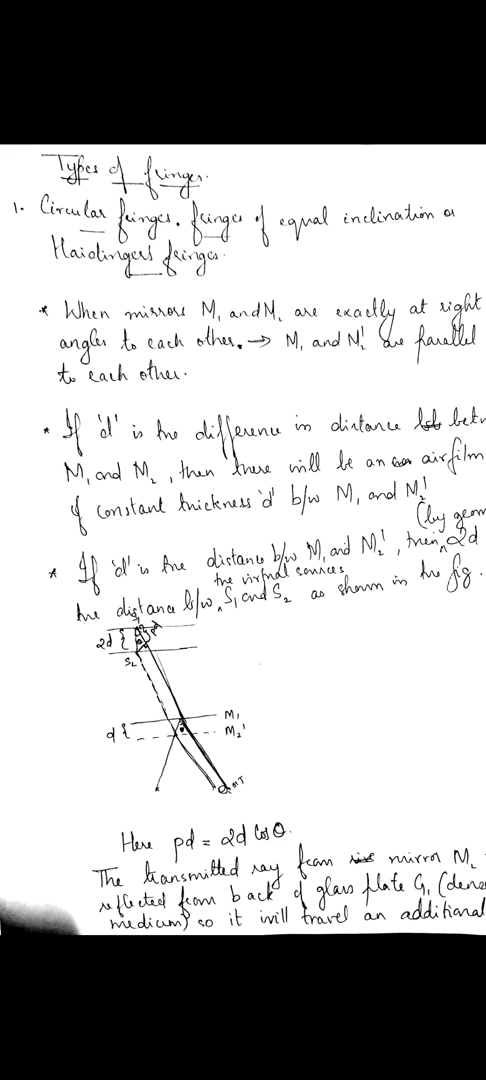 Types of fringes.
1. Circular fringes. fringes of equal inclination or
Haidingers fringes.
* When mirrors M₁ and M₂ are exactly at right
angles to each other. → M₁ and M₂' are parallel
to each other.
* If 'd' is the difference in distance betw
M₁ and M₂, then there will be an airfilm
of constant thickness 'd' b/w M₁ and M₂'
(by geom
* If 'd' is the distance b/w M₁ and M₂', then 2d
the virtual sources
the distance b/w S₁ and S₂ as shown in the fig.
2d {
S₂
M₁
d {
M₂'
θ
Here pd = 2d Cos θ.
The transmitted ray from mirror M₂
reflected from back of glass plate G₁ (dense
medium) so it will travel an additional